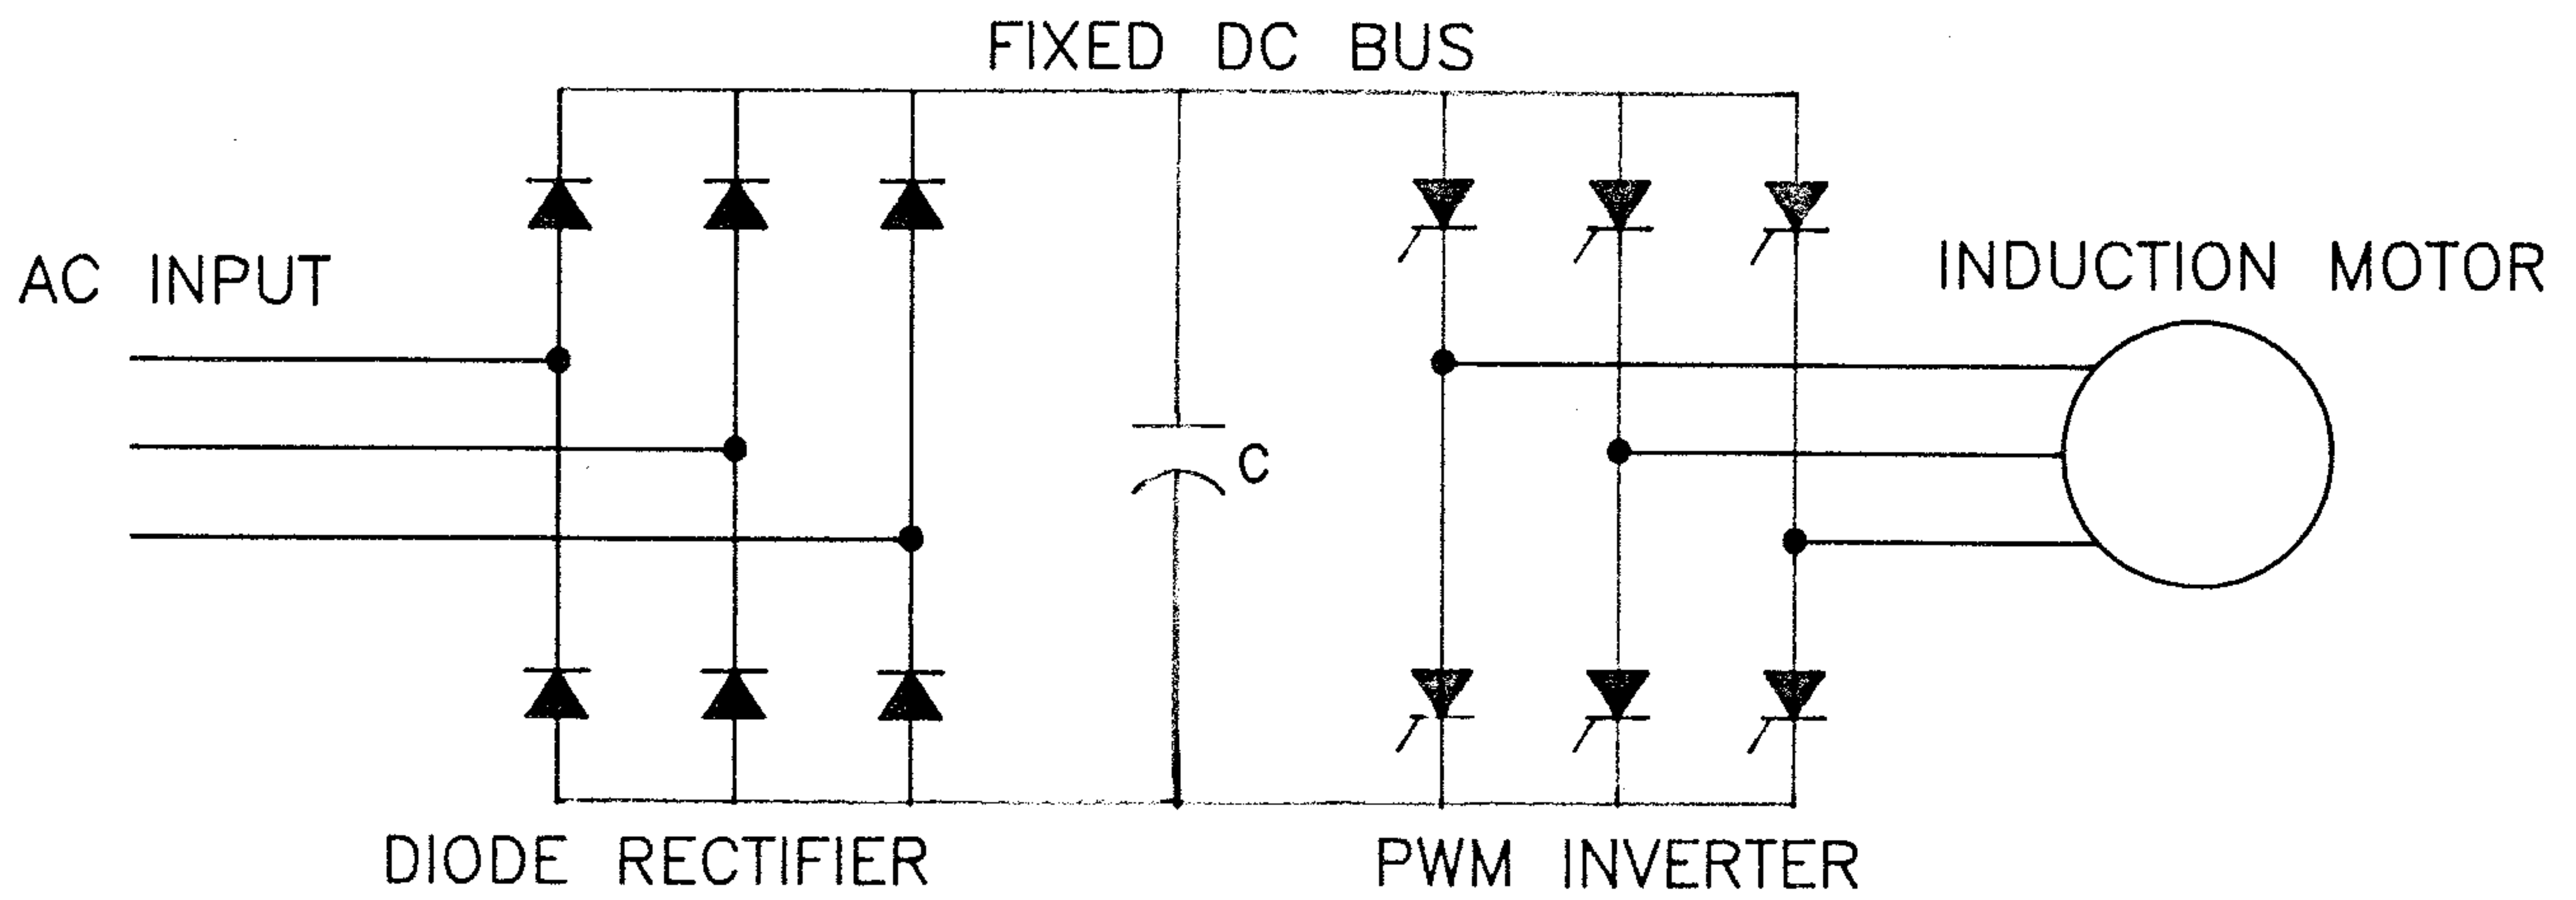 FIXED DC BUS
AC INPUT
INDUCTION MOTOR
C
DIODE RECTIFIER
PWM INVERTER